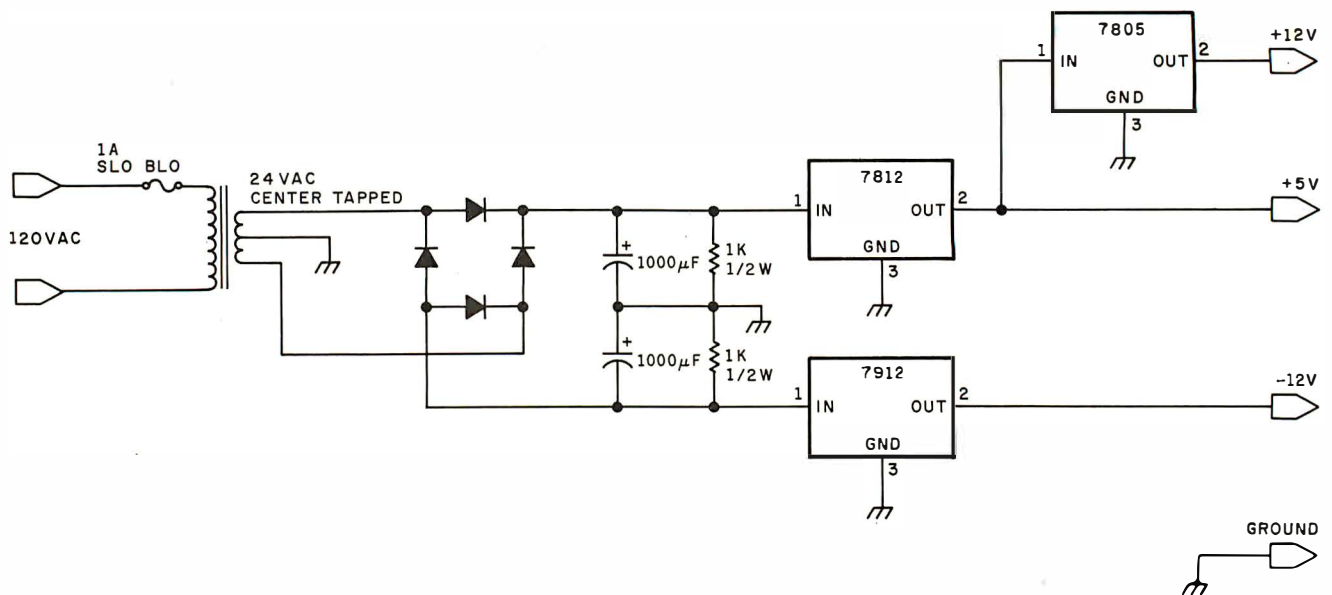 7805
+12V
1
IN
OUT
2
GND
3
1A
SLO BLO
24VAC
CENTER TAPPED
120VAC
7812
+5V
1
IN
OUT
2
GND
3
+
1000μF
1K
1/2W
+
1000μF
1K
1/2W
7912
-12V
1
IN
OUT
2
GND
3
GROUND